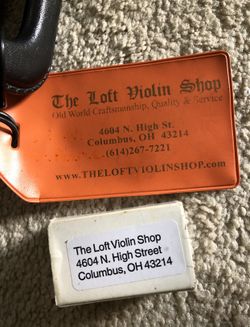 The Loft Violin Shop
Old World Craftsmanship, Quality & Service
4604 N. High St.
Columbus, OH 43214
(614)267-7221
www.THELOFTVIOLINSHOP.com
The Loft Violin Shop
4604 N. High Street
Columbus, OH 43214